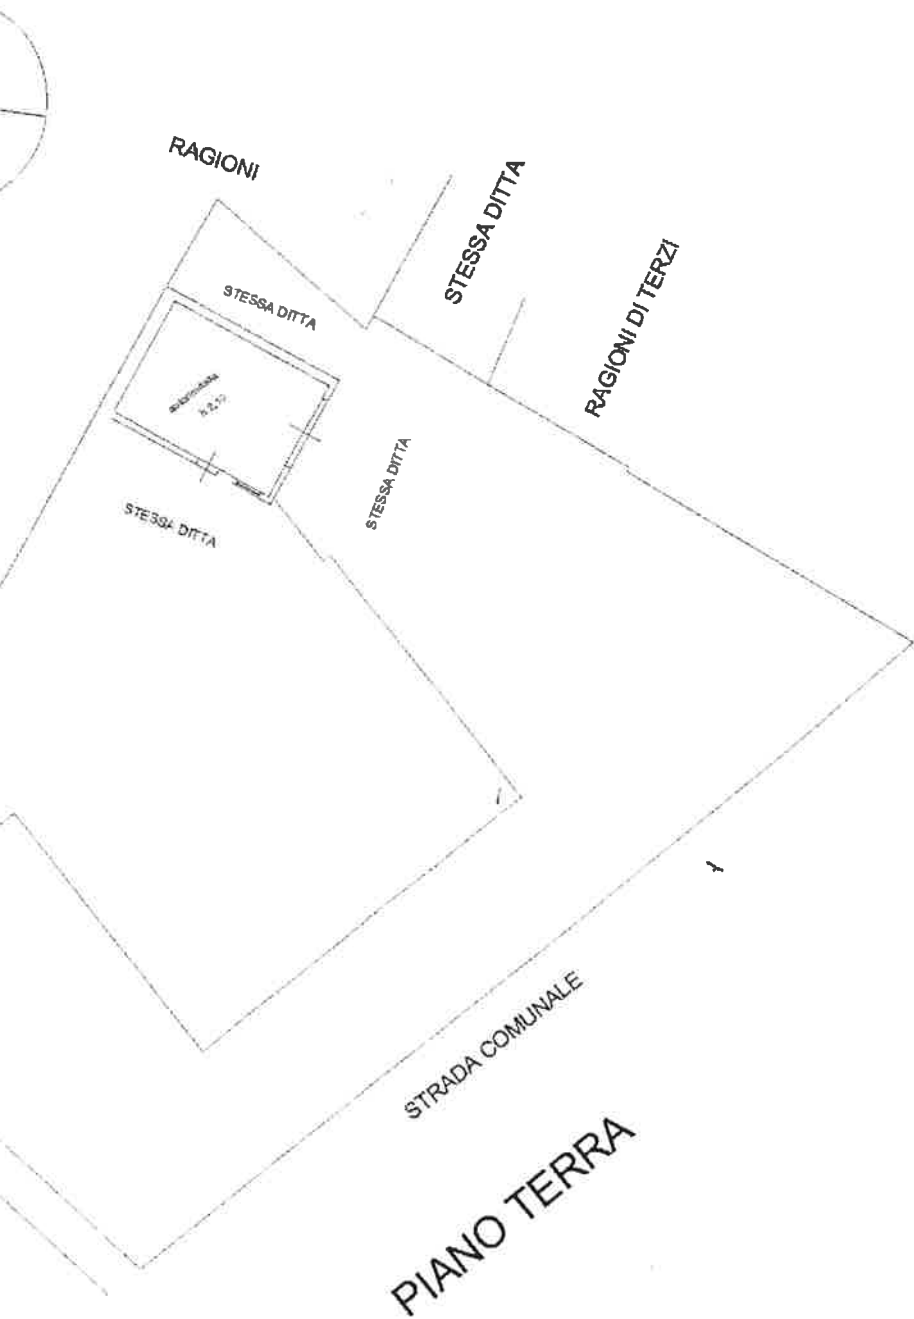 RAGIONI
STESSA DITTA
RAGIONI DI TERZI
STESSA DITTA
STESSA DITTA
STESSA DITTA
STRADA COMUNALE
PIANO TERRA